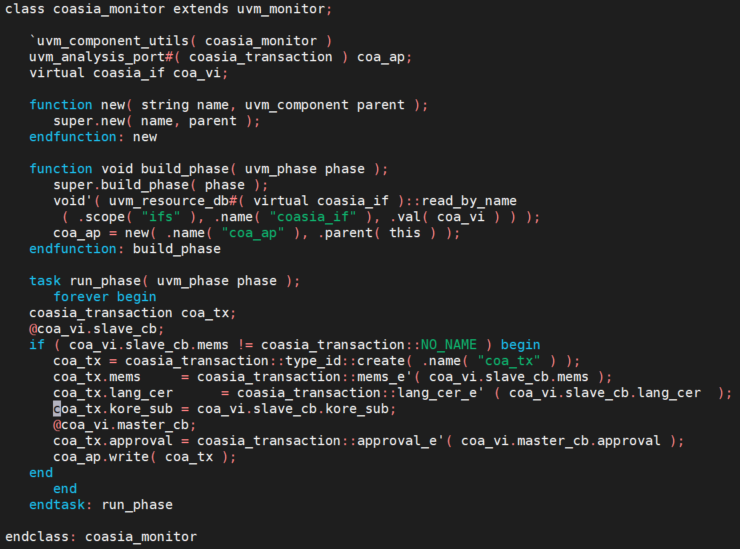 class coasia_monitor extends uvm_monitor;
`uvm_component_utils( coasia_monitor )
uvm_analysis_port#( coasia_transaction ) coa_ap;
virtual coasia_if coa_vi;
function new( string name, uvm_component parent );
super.new( name, parent );
endfunction: new
function void build_phase( uvm_phase phase );
super.build_phase( phase );
void'( uvm_resource_db#( virtual coasia_if )::read_by_name
( .scope( "ifs" ), .name( "coasia_if" ), .val( coa_vi ) ) );
coa_ap = new( .name( "coa_ap" ), .parent( this ) );
endfunction: build_phase
task run_phase( uvm_phase phase );
forever begin
coasia_transaction coa_tx;
@coa_vi.slave_cb;
if ( coa_vi.slave_cb.mems != coasia_transaction::NO_NAME ) begin
coa_tx = coasia_transaction::type_id::create( .name( "coa_tx" ) );
coa_tx.mems     = coasia_transaction::mems_e'( coa_vi.slave_cb.mems );
coa_tx.lang_cer      = coasia_transaction::lang_cer_e' ( coa_vi.slave_cb.lang_cer  );
coa_tx.kore_sub = coa_vi.slave_cb.kore_sub;
@coa_vi.master_cb;
coa_tx.approval = coasia_transaction::approval_e'( coa_vi.master_cb.approval );
coa_ap.write( coa_tx );
end
end
endtask: run_phase
endclass: coasia_monitor